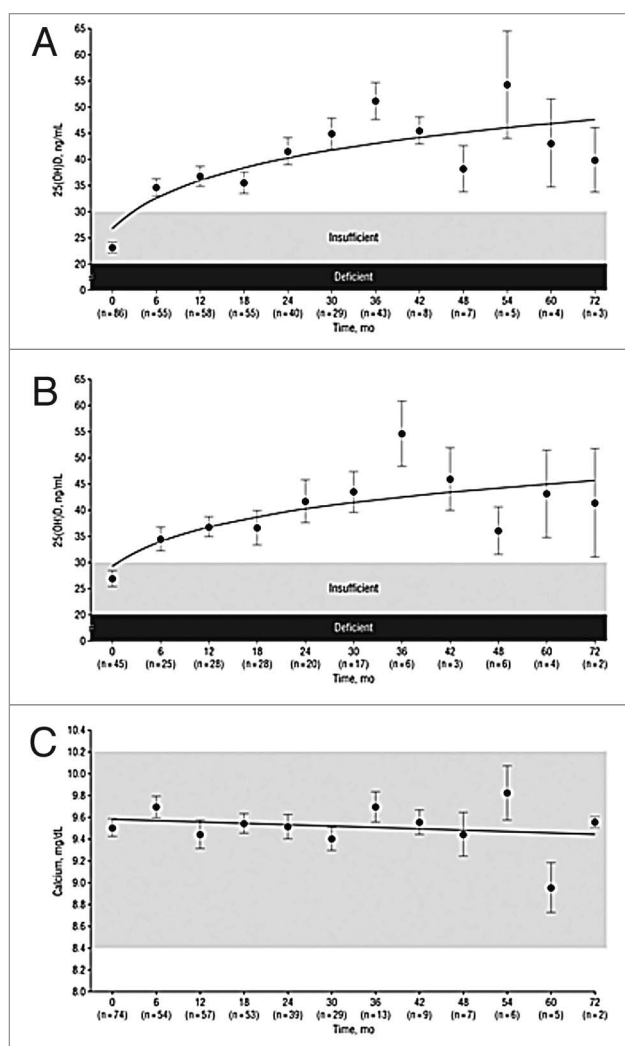 A
65
60
55
50
45
40
35
30
25
20
0
25(OH)D, ng/mL
Insufficient
Deficient
0 6 12 18 24 30 36 42 48 54 60 72
(n=86) (n=55) (n=58) (n=55) (n=40) (n=29) (n=43) (n=8) (n=7) (n=5) (n=4) (n=3)
Time, mo
B
65
60
55
50
45
40
35
30
25
20
0
25(OH)D, ng/mL
Insufficient
Deficient
0 6 12 18 24 30 36 42 48 60 72
(n=45) (n=25) (n=28) (n=28) (n=20) (n=17) (n=6) (n=3) (n=6) (n=4) (n=2)
Time, mo
C
10.4
10.2
10.0
9.8
9.6
9.4
9.2
9.0
8.8
8.6
8.4
8.2
8.0
Calcium, mg/dL
0 6 12 18 24 30 36 42 48 54 60 72
(n=74) (n=54) (n=57) (n=53) (n=39) (n=29) (n=13) (n=9) (n=7) (n=6) (n=5) (n=2)
Time, mo